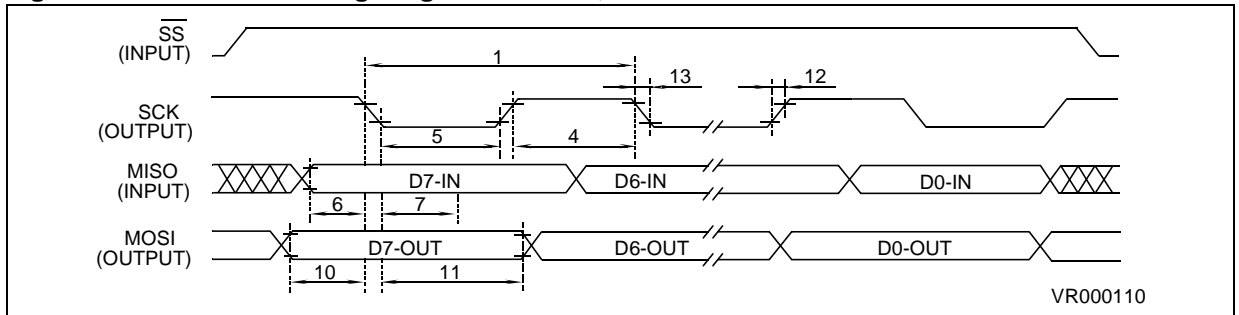 SS
(INPUT)
1
13
12
SCK
(OUTPUT)
5
4
MISO
(INPUT)
D7-IN
D6-IN
D0-IN
6
7
MOSI
(OUTPUT)
D7-OUT
D6-OUT
D0-OUT
10
11
VR000110